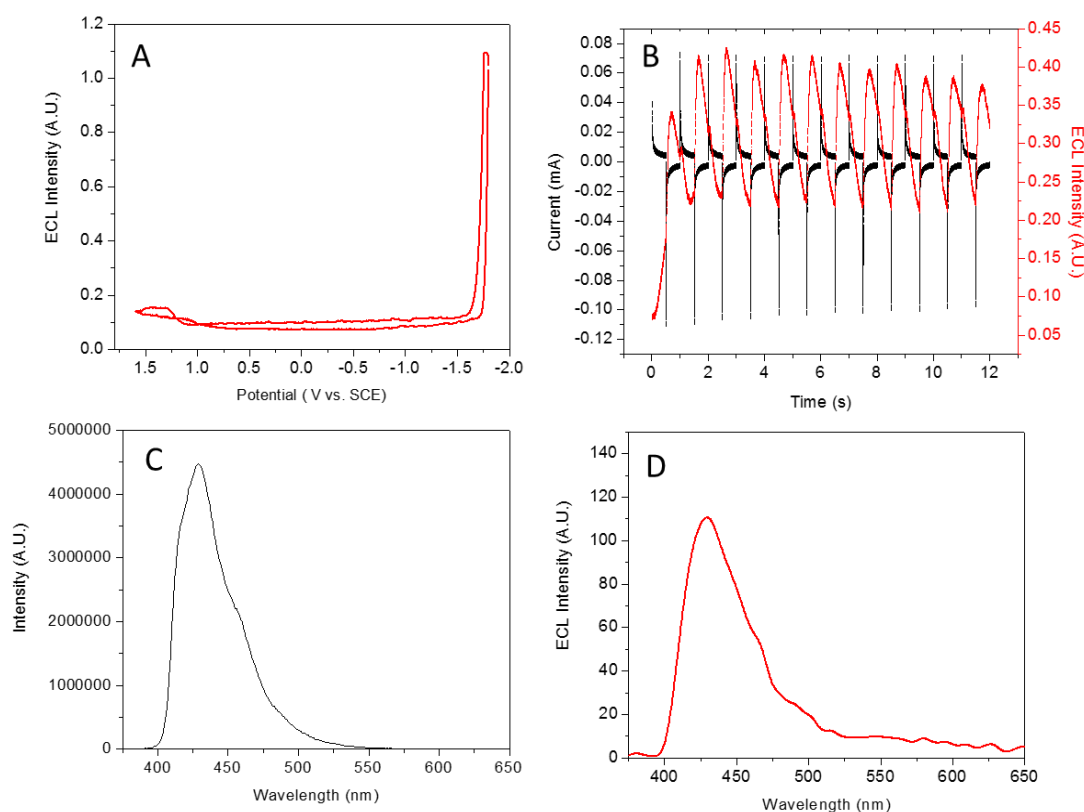 A
ECL Intensity (A.U.)
1.2
1.0
0.8
0.6
0.4
0.2
0.0
1.5 1.0 0.5 0.0 -0.5 -1.0 -1.5 -2.0
Potential ( V vs. SCE)
B
Current (mA)
0.08
0.06
0.04
0.02
0.00
-0.02
-0.04
-0.06
-0.08
-0.10
-0.12
0.45
0.40
0.35
0.30
0.25
0.20
0.15
0.10
0.05
ECL Intensity (A.U.)
0 2 4 6 8 10 12
Time (s)
C
Intensity (A.U.)
5000000
4000000
3000000
2000000
1000000
0
400 450 500 550 600 650
Wavelength (nm)
D
ECL Intensity (A.U.)
140
120
100
80
60
40
20
0
400 450 500 550 600 650
Wavelength (nm)